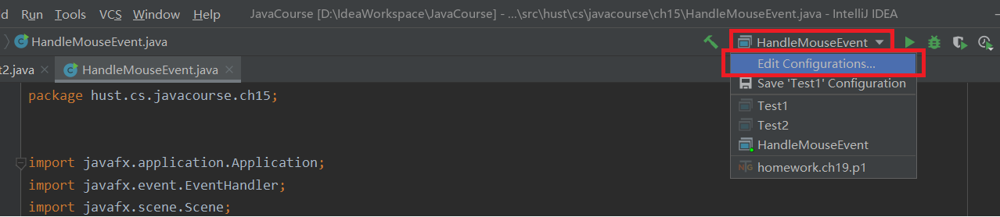 d Run Tools VCS Window Help JavaCourse [D:\IdeaWorkspace\JavaCourse] - ...\src\hust\cs\javacourse\ch15\HandleMouseEvent.java - IntelliJ IDEA
HandleMouseEvent.java HandleMouseEvent
t2.java HandleMouseEvent.java
Edit Configurations...
Save 'Test1' Configuration
Test1
Test2
HandleMouseEvent
homework.ch19.p1
package hust.cs.javacourse.ch15;
import javafx.application.Application;
import javafx.event.EventHandler;
import javafx.scene.Scene;